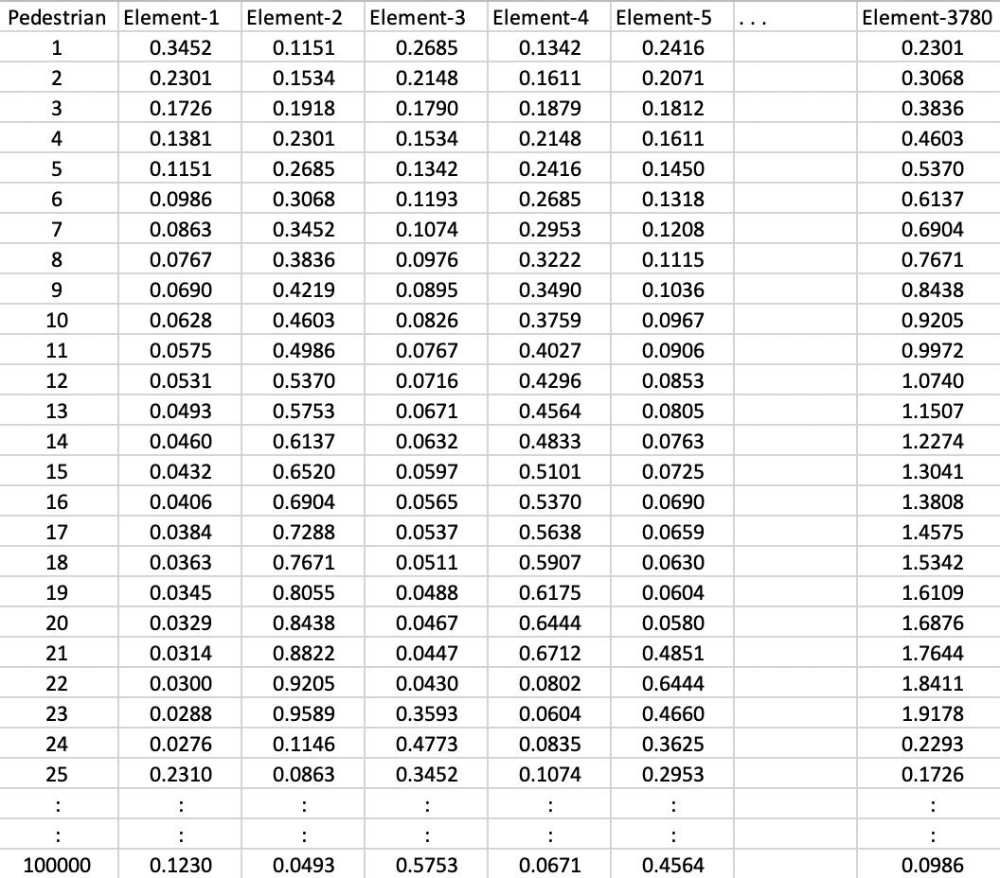 Pedestrian Element-1 Element-2 Element-3 Element-4 Element-5 . . . Element-3780
1 0.3452 0.1151 0.2685 0.1342 0.2416 0.2301
2 0.2301 0.1534 0.2148 0.1611 0.2071 0.3068
3 0.1726 0.1918 0.1790 0.1879 0.1812 0.3836
4 0.1381 0.2301 0.1534 0.2148 0.1611 0.4603
5 0.1151 0.2685 0.1342 0.2416 0.1450 0.5370
6 0.0986 0.3068 0.1193 0.2685 0.1318 0.6137
7 0.0863 0.3452 0.1074 0.2953 0.1208 0.6904
8 0.0767 0.3836 0.0976 0.3222 0.1115 0.7671
9 0.0690 0.4219 0.0895 0.3490 0.1036 0.8438
10 0.0628 0.4603 0.0826 0.3759 0.0967 0.9205
11 0.0575 0.4986 0.0767 0.4027 0.0906 0.9972
12 0.0531 0.5370 0.0716 0.4296 0.0853 1.0740
13 0.0493 0.5753 0.0671 0.4564 0.0805 1.1507
14 0.0460 0.6137 0.0632 0.4833 0.0763 1.2274
15 0.0432 0.6520 0.0597 0.5101 0.0725 1.3041
16 0.0406 0.6904 0.0565 0.5370 0.0690 1.3808
17 0.0384 0.7288 0.0537 0.5638 0.0659 1.4575
18 0.0363 0.7671 0.0511 0.5907 0.0630 1.5342
19 0.0345 0.8055 0.0488 0.6175 0.0604 1.6109
20 0.0329 0.8438 0.0467 0.6444 0.0580 1.6876
21 0.0314 0.8822 0.0447 0.6712 0.4851 1.7644
22 0.0300 0.9205 0.0430 0.0802 0.6444 1.8411
23 0.0288 0.9589 0.3593 0.0604 0.4660 1.9178
24 0.0276 0.1146 0.4773 0.0835 0.3625 0.2293
25 0.2310 0.0863 0.3452 0.1074 0.2953 0.1726
: : : : : : :
: : : : : : :
100000 0.1230 0.0493 0.5753 0.0671 0.4564 0.0986